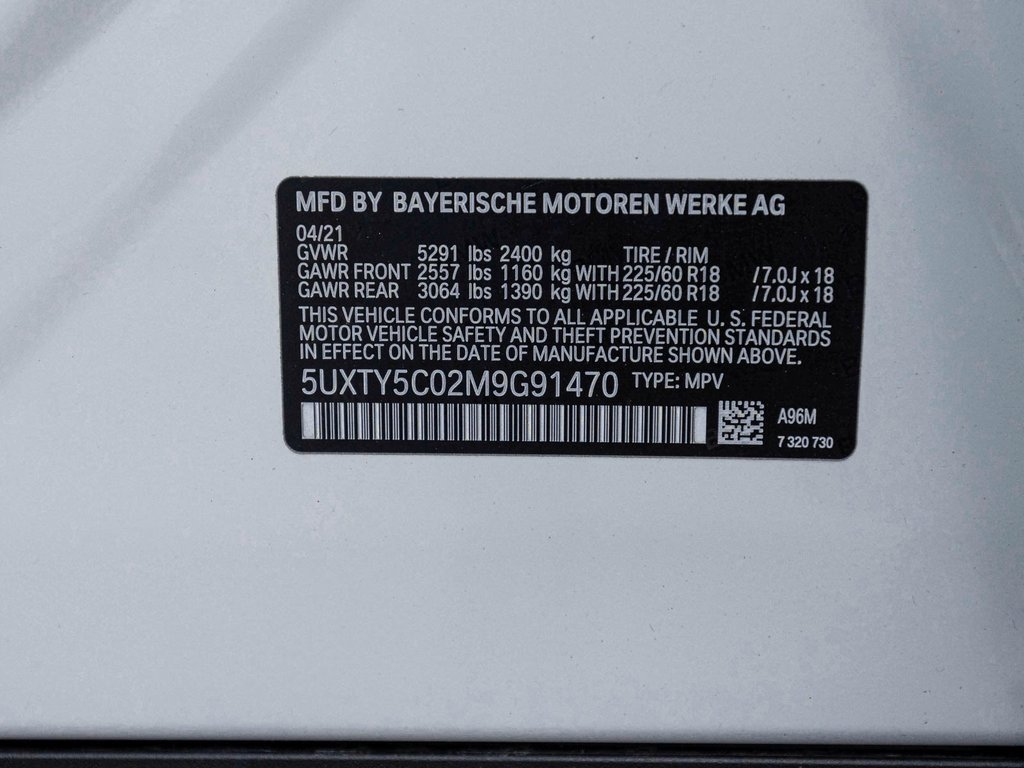 MFD BY BAYERISCHE MOTOREN WERKE AG
04/21
GVWR 5291 lbs 2400 kg TIRE / RIM
GAWR FRONT 2557 lbs 1160 kg WITH 225/60 R18 /7.0J x 18
GAWR REAR 3064 lbs 1390 kg WITH 225/60 R18 /7.0J x 18
THIS VEHICLE CONFORMS TO ALL APPLICABLE U. S. FEDERAL
MOTOR VEHICLE SAFETY AND THEFT PREVENTION STANDARDS
IN EFFECT ON THE DATE OF MANUFACTURE SHOWN ABOVE.
5UXTY5C02M9G91470 TYPE: MPV
A96M
7 320 730